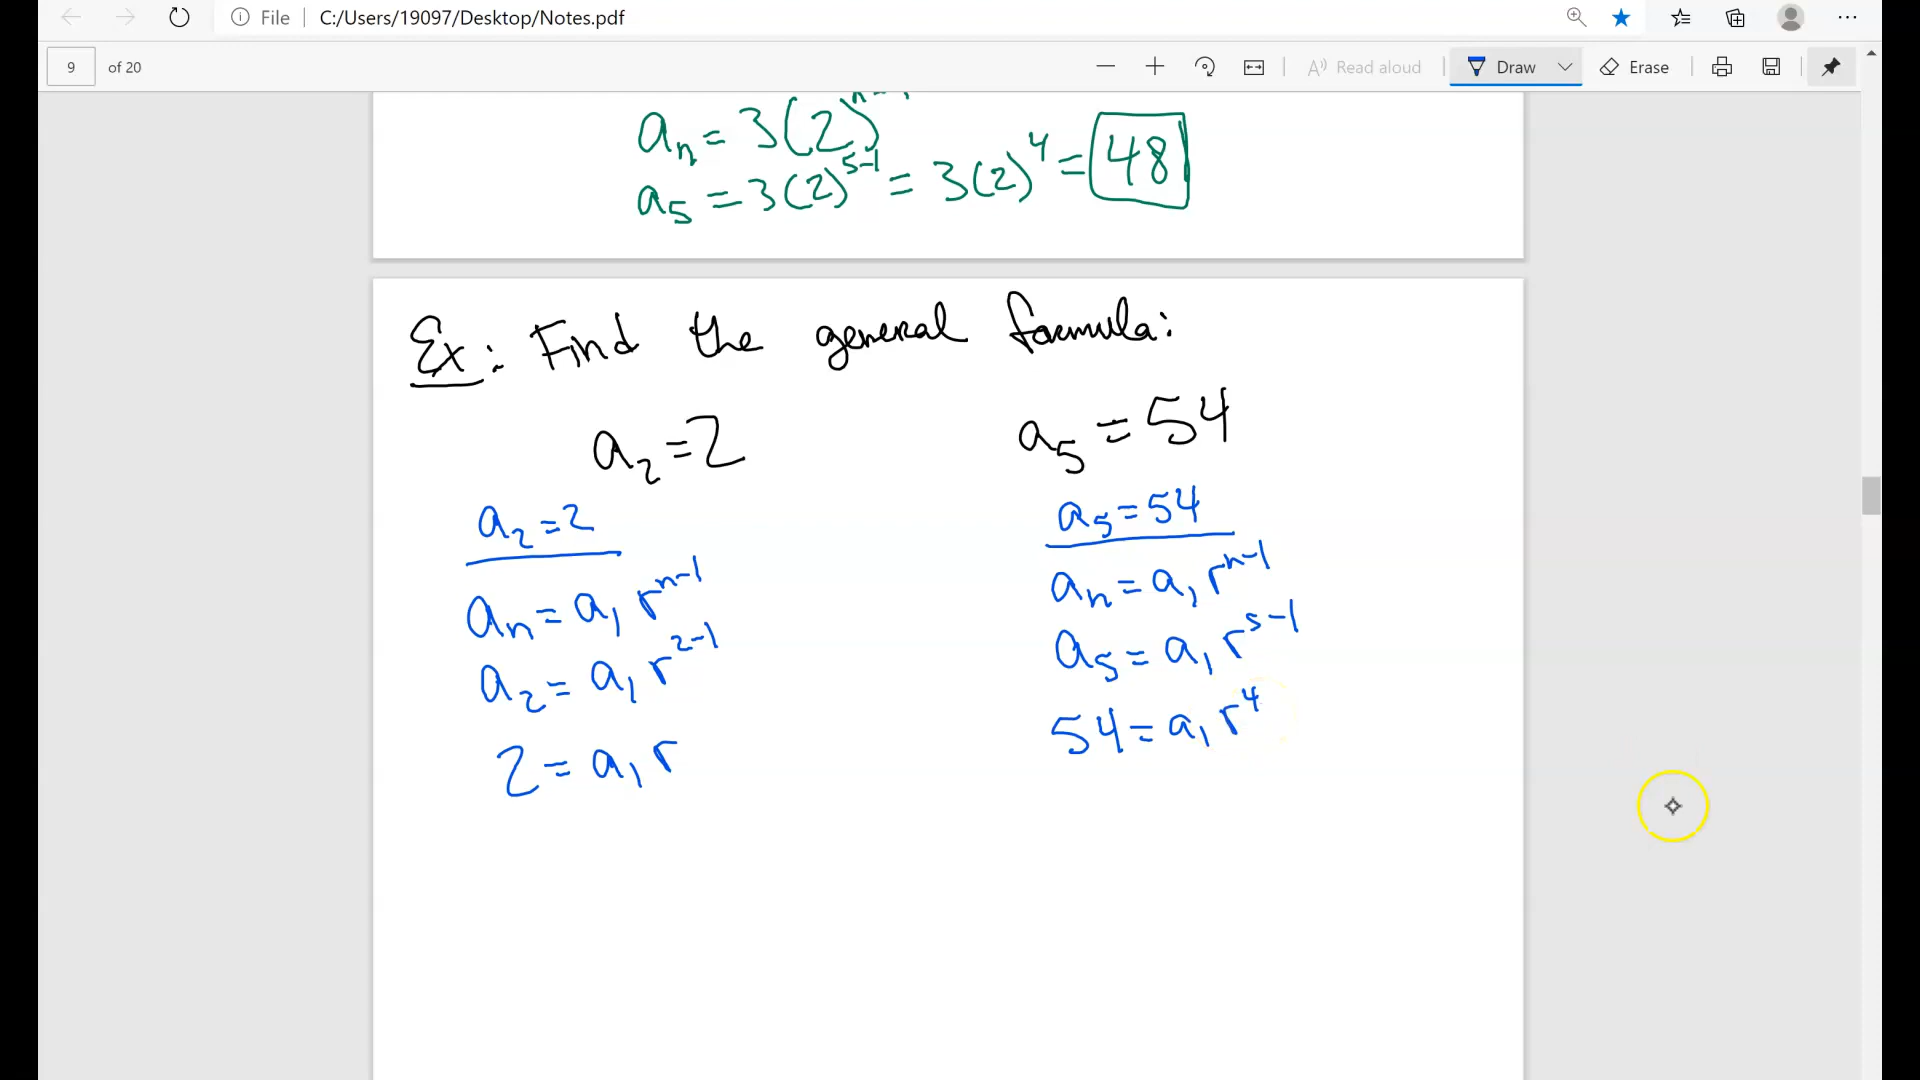 File C:/Users/19097/Desktop/Notes.pdf
9 of 20 Read aloud Draw Erase
aₙ = 3(2)ⁿ⁻¹
a₅ = 3(2)⁵⁻¹ = 3(2)⁴ = 48
Ex: Find the general formula:
a₂ = 2 a₅ = 54
a₂ = 2 a₅ = 54
aₙ = a₁ rⁿ⁻¹ aₙ = a₁ rⁿ⁻¹
a₂ = a₁ r²⁻¹ a₅ = a₁ r⁵⁻¹
2 = a₁ r 54 = a₁ r⁴